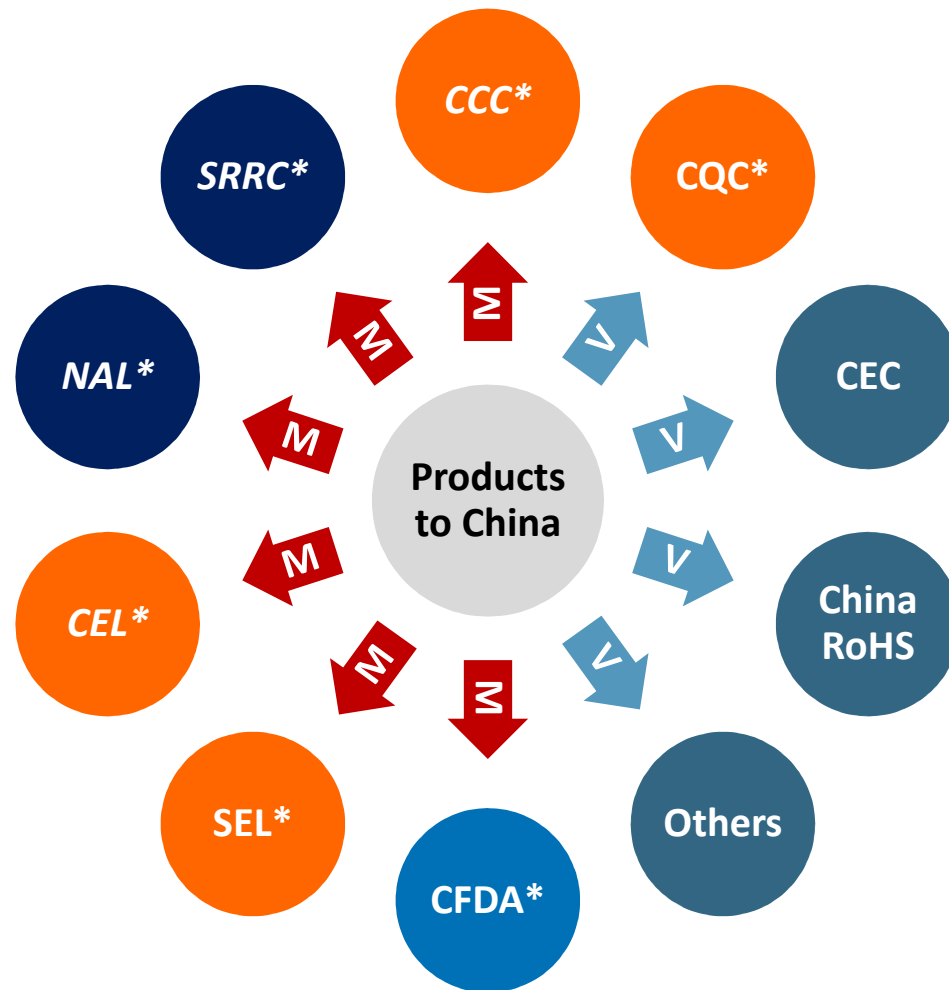 CCC*
SRRC*
CQC*
M
M
V
NAL*
CEC
M
V
Products
to China
M
V
CEL*
China
RoHS
M
V
M
SEL*
Others
CFDA*